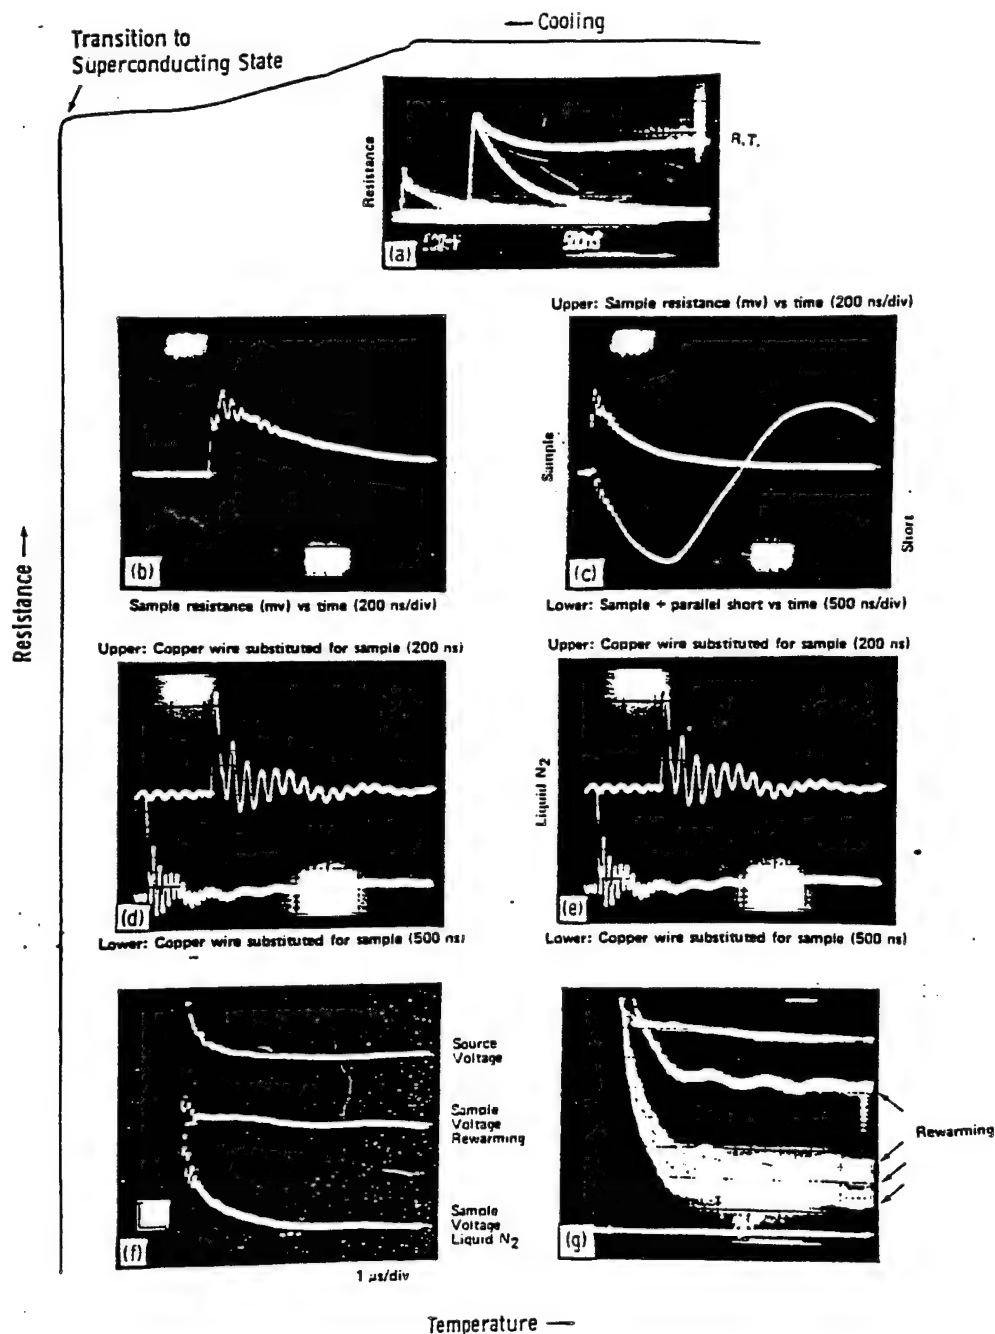 — Cooling
Transition to
Superconducting State
Resistance
R.T.
(a)
500
Upper: Sample resistance (mv) vs time (200 ns/div)
Sample
Short
(b)
(c)
Sample resistance (mv) vs time (200 ns/div)
Lower: Sample + parallel short vs time (500 ns/div)
Resistance →
Upper: Copper wire substituted for sample (200 ns)
Upper: Copper wire substituted for sample (200 ns)
Liquid N2
(d)
(e)
Lower: Copper wire substituted for sample (500 ns)
Lower: Copper wire substituted for sample (500 ns)
Source
Voltage
Sample
Voltage
Rewarming
Sample
Voltage
Liquid N2
(f)
1 µs/div
Rewarming
(g)
Temperature —